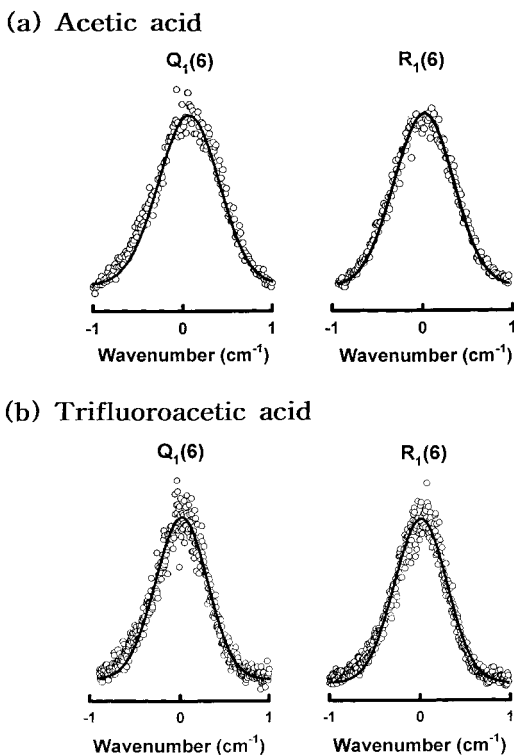 (a) Acetic acid
Q₁(6) R₁(6)
-1 0 1 -1 0 1
Wavenumber (cm⁻¹) Wavenumber (cm⁻¹)
(b) Trifluoroacetic acid
Q₁(6) R₁(6)
-1 0 1 -1 0 1
Wavenumber (cm⁻¹) Wavenumber (cm⁻¹)